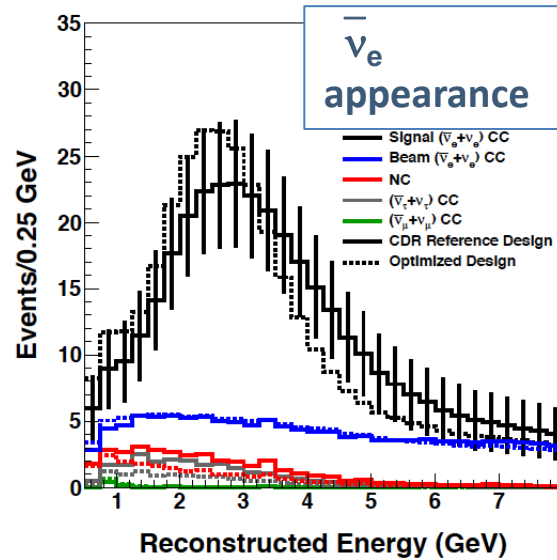 ν̄e
appearance
Signal (ν̄e+νe) CC
Beam (ν̄e+νe) CC
NC
(ν̄τ+ντ) CC
(ν̄μ+νμ) CC
CDR Reference Design
Optimized Design
Events/0.25 GeV
35
30
25
20
15
10
5
0
1 2 3 4 5 6 7
Reconstructed Energy (GeV)